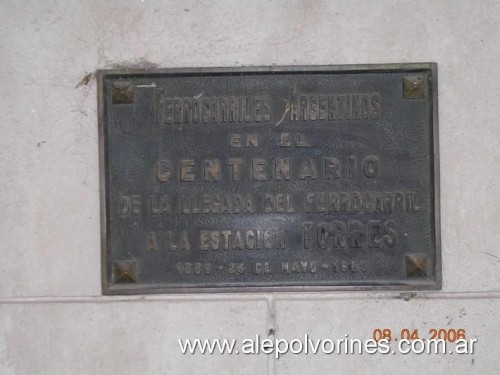 FERROCARRILES ARGENTINOS
EN EL
CENTENARIO
DE LA LLEGADA DEL FERROCARRIL
A LA ESTACION TORRES
DE MAYO
08.04.2006
www.alepolvorines.com.ar